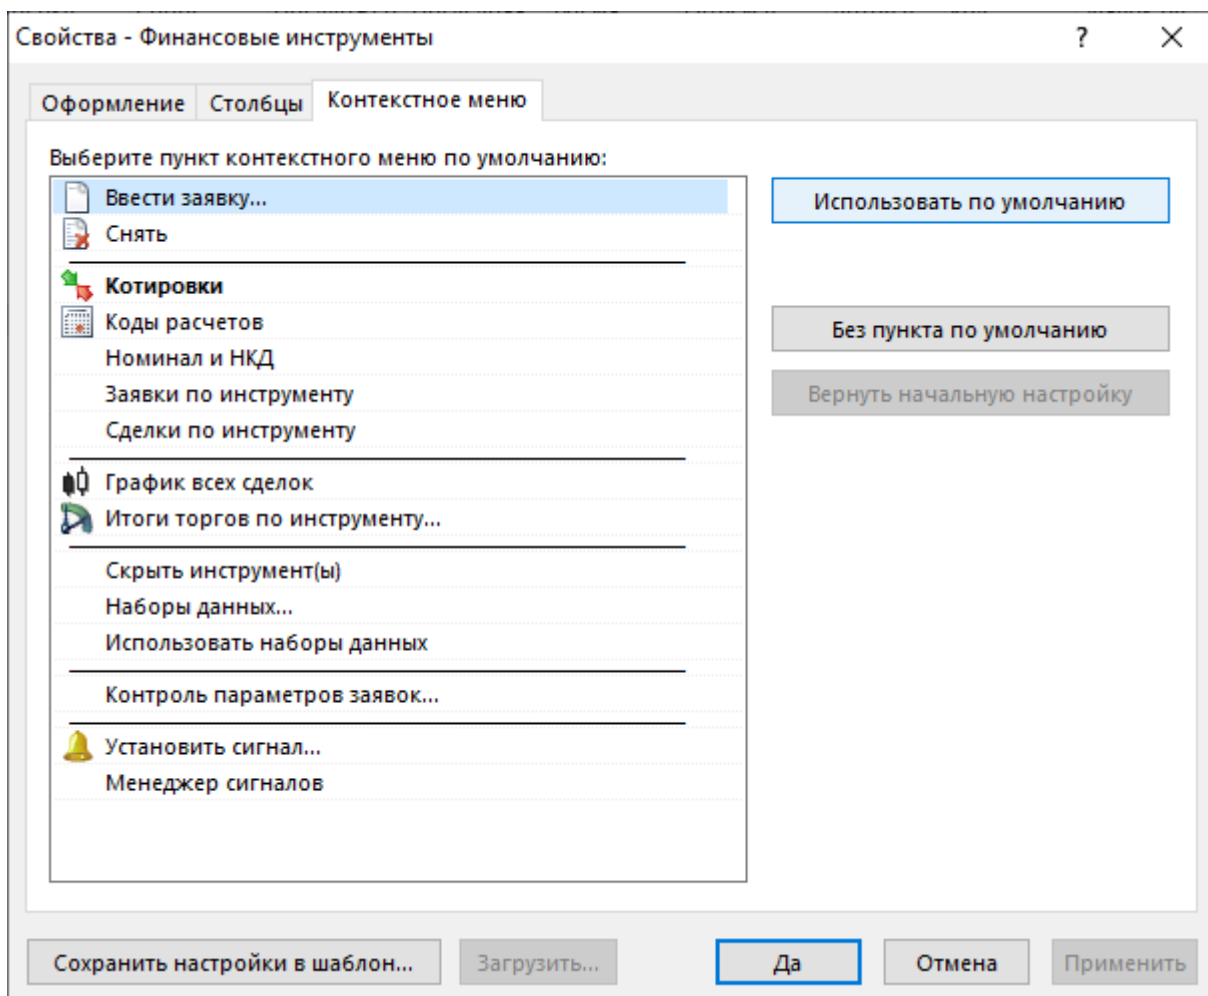 Свойства - Финансовые инструменты
?
Оформление Столбцы Контекстное меню
Выберите пункт контекстного меню по умолчанию:
Ввести заявку...
Использовать по умолчанию
Снять
Котировки
Коды расчетов
Без пункта по умолчанию
Номинал и НКД
Заявки по инструменту
Вернуть начальную настройку
Сделки по инструменту
График всех сделок
Итоги торгов по инструменту...
Скрыть инструмент(ы)
Наборы данных...
Использовать наборы данных
Контроль параметров заявок...
Установить сигнал...
Менеджер сигналов
Сохранить настройки в шаблон... Загрузить... Да Отмена Применить